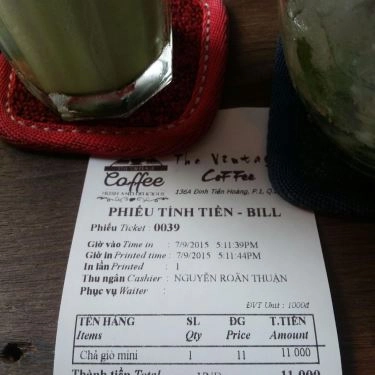 The Vintage
Coffee CoFFee
FRESH AND DELICIOUS
136A Đinh Tiên Hoàng, P.1, Q.
PHIẾU TÍNH TIỀN - BILL
Phiếu Ticket : 0039
Giờ vào Time in : 7/9/2015 5:11:39PM
Giờ in Printed time : 7/9/2015 5:11:44PM
In lần Printed : 1
Thu ngân Cashier : NGUYỄN ROÃN THUẬN
Phục vụ Waiter :
ĐVT Unit : 1000đ
TÊN HÀNG SL ĐG T.TIỀN
Items Qty Price Amount
Chả giò mini 1 11 11 000
Thành tiền Total 11 000